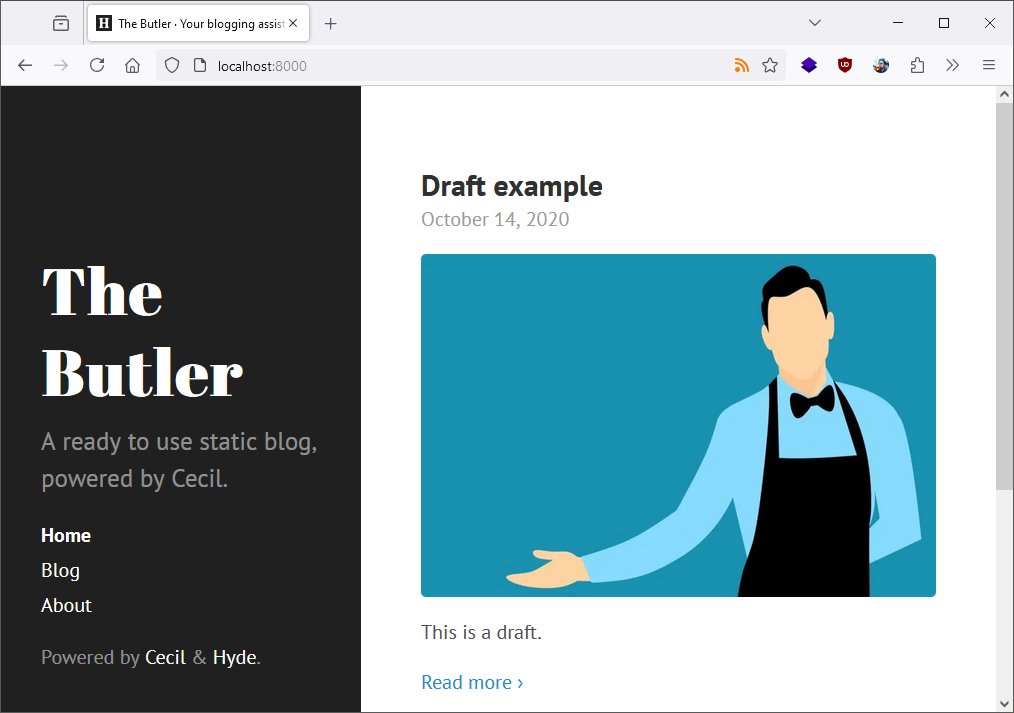 H The Butler · Your blogging assist
localhost:8000
The
Butler
A ready to use static blog,
powered by Cecil.
Home
Blog
About
Powered by Cecil & Hyde.
Draft example
October 14, 2020
This is a draft.
Read more ›